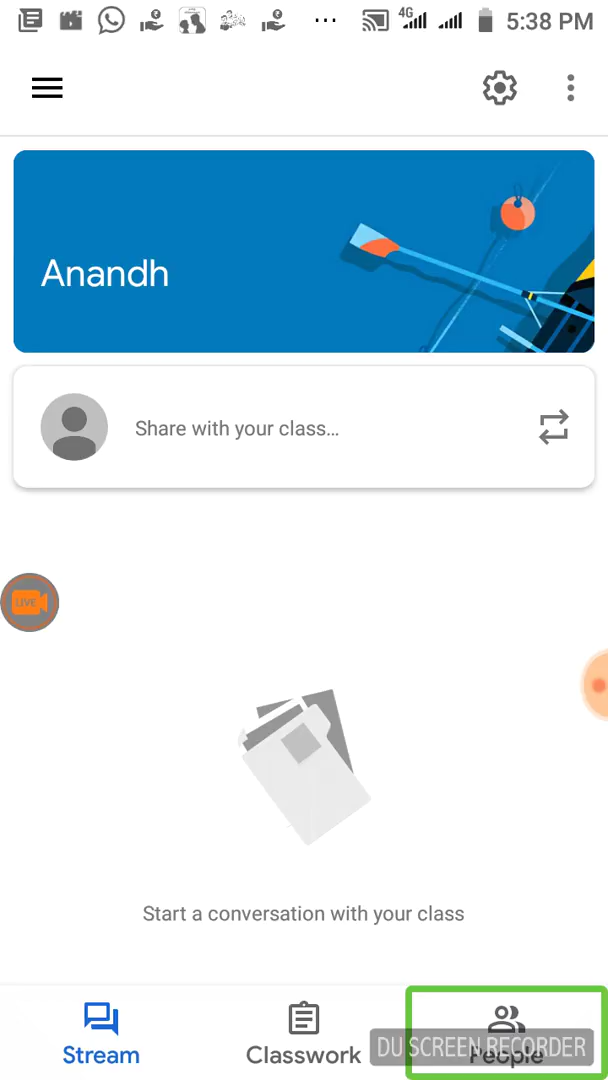 4G 5:38 PM
Anandh
Share with your class...
LIVE
Start a conversation with your class
Stream
Classwork
People
DU SCREEN RECORDER